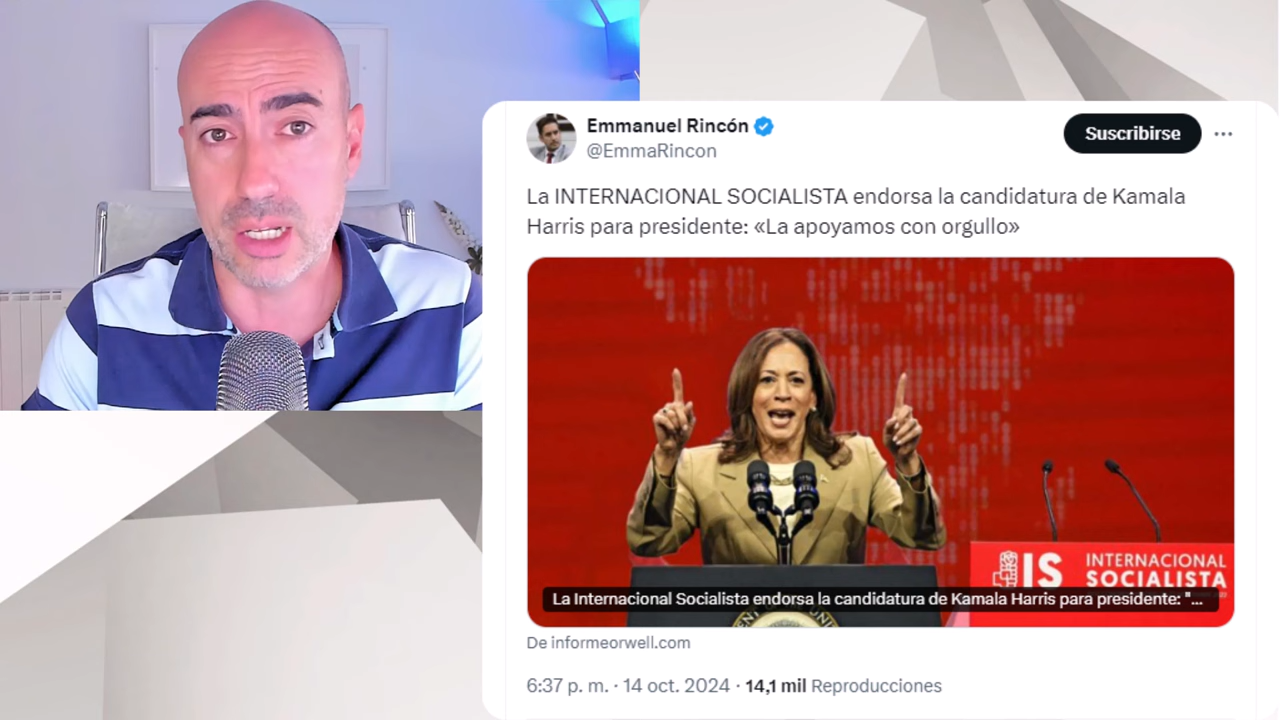 Emmanuel Rincón
@EmmaRincon
Suscribirse
La INTERNACIONAL SOCIALISTA endorsa la candidatura de Kamala
Harris para presidente: «La apoyamos con orgullo»
IS INTERNACIONAL
SOCIALISTA
La Internacional Socialista endorsa la candidatura de Kamala Harris para presidente: "...
De informeorwell.com
6:37 p. m. · 14 oct. 2024 · 14,1 mil Reproducciones